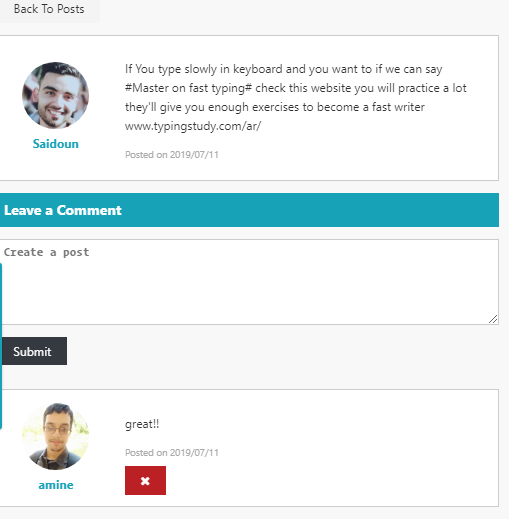 Back To Posts
If You type slowly in keyboard and you want to if we can say
#Master on fast typing# check this website you will practice a lot
they'll give you enough exercises to become a fast writer
www.typingstudy.com/ar/
Saidoun
Posted on 2019/07/11
Leave a Comment
Create a post
Submit
great!!
Posted on 2019/07/11
amine